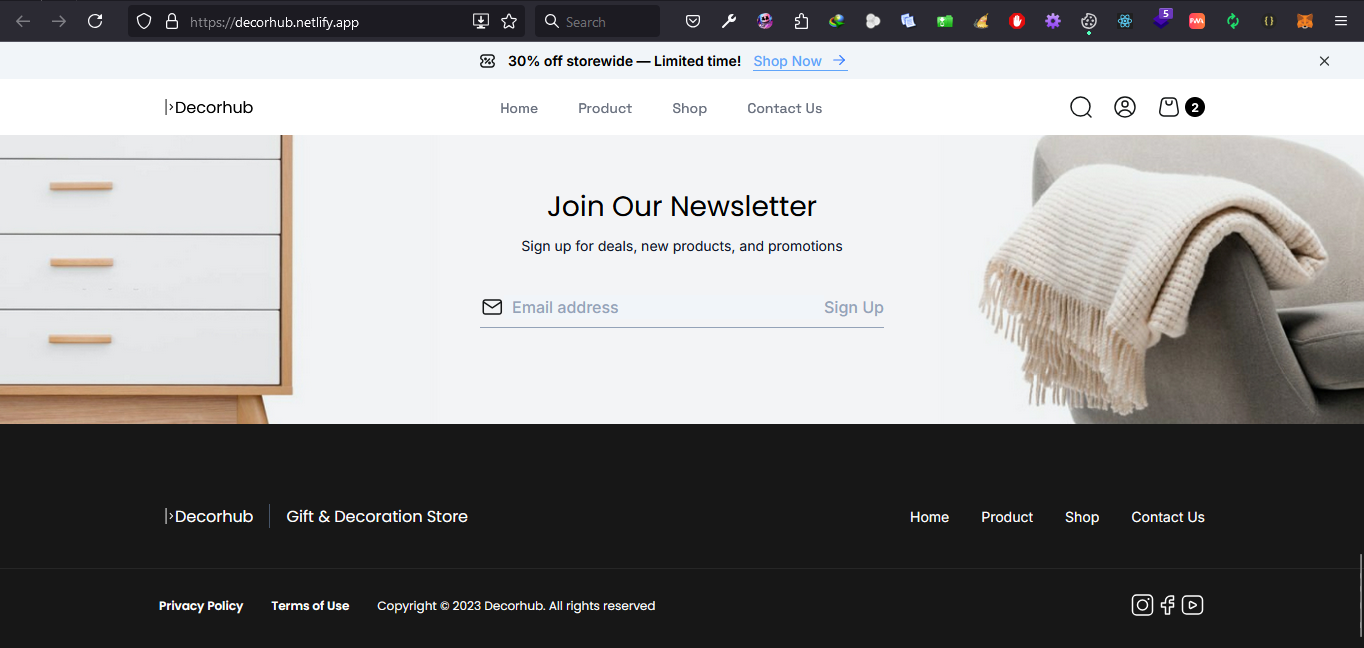 https://decorhub.netlify.app
Search
5
PWA
{}
30% off storewide — Limited time! Shop Now →
|›Decorhub
Home Product Shop Contact Us
2
Join Our Newsletter
Sign up for deals, new products, and promotions
Email address Sign Up
|›Decorhub Gift & Decoration Store
Home Product Shop Contact Us
Privacy Policy Terms of Use Copyright © 2023 Decorhub. All rights reserved